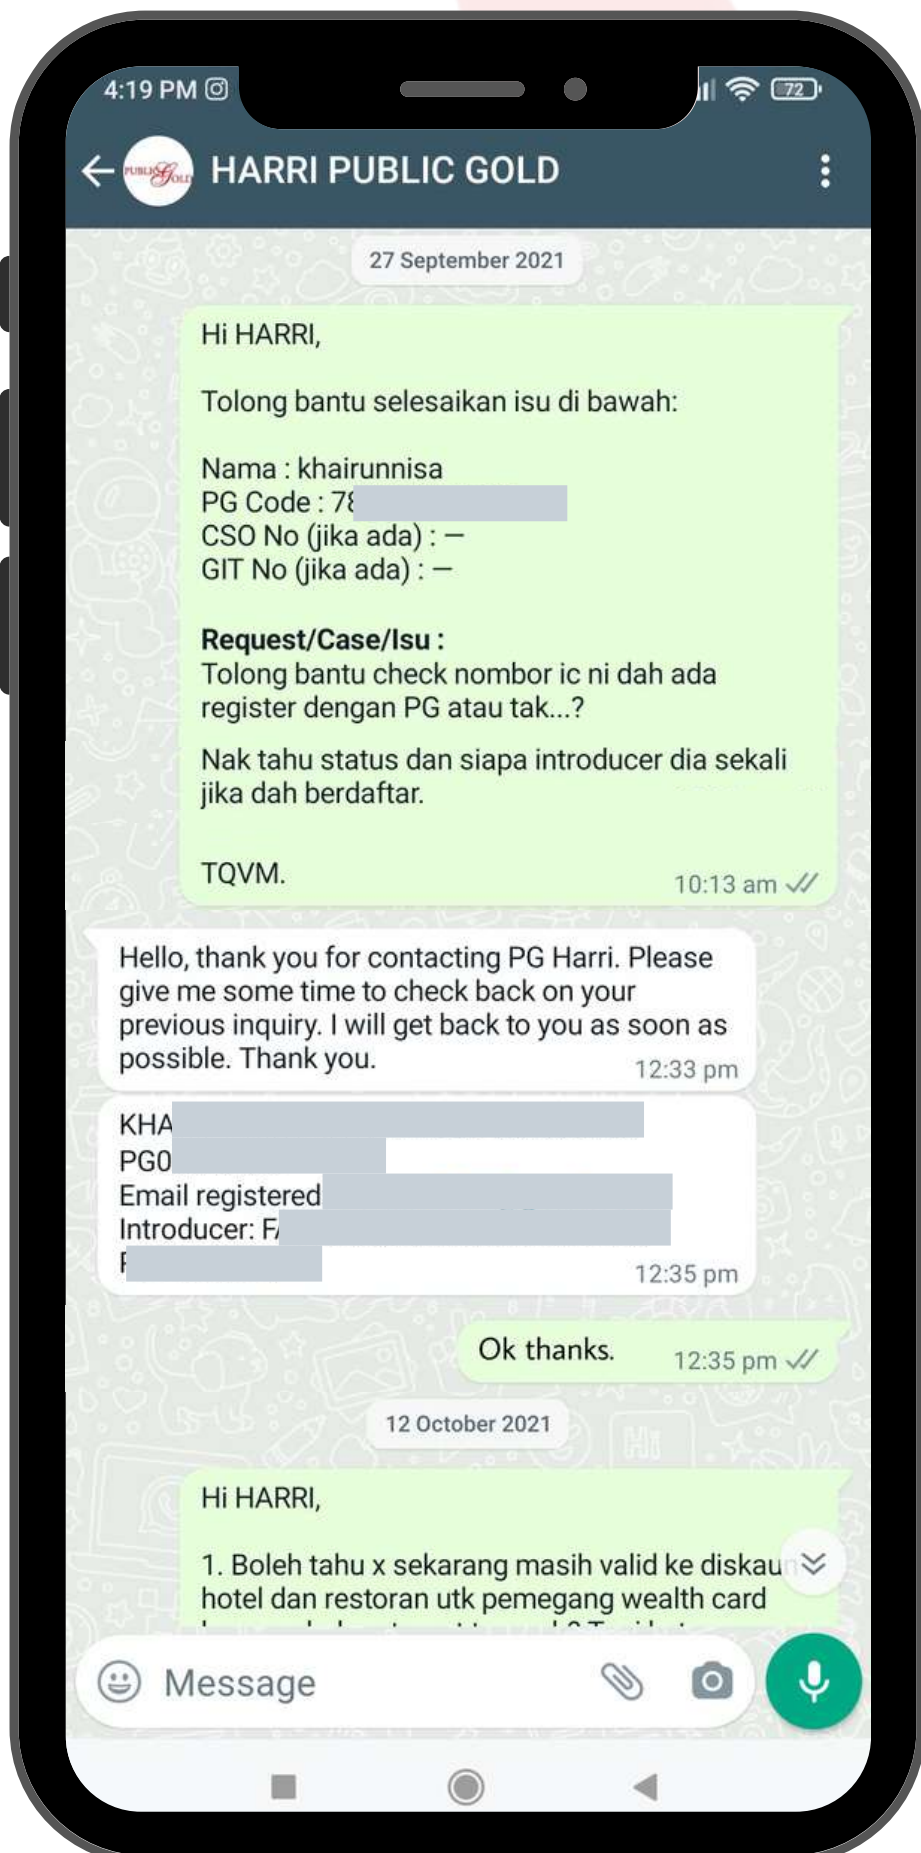 4:19 PM
72
PUBLIC GOLD
HARRI PUBLIC GOLD
27 September 2021
Hi HARRI,
Tolong bantu selesaikan isu di bawah:
Nama : khairunnisa
PG Code : 78
CSO No (jika ada) : —
GIT No (jika ada) : —
Request/Case/Isu :
Tolong bantu check nombor ic ni dah ada
register dengan PG atau tak...?
Nak tahu status dan siapa introducer dia sekali
jika dah berdaftar.
TQVM.
10:13 am
Hello, thank you for contacting PG Harri. Please
give me some time to check back on your
previous inquiry. I will get back to you as soon as
possible. Thank you.
12:33 pm
KHA
PG0
Email registered
Introducer: FA
12:35 pm
Ok thanks.
12:35 pm
12 October 2021
Hi HARRI,
1. Boleh tahu x sekarang masih valid ke diskaun
hotel dan restoran utk pemegang wealth card
Message